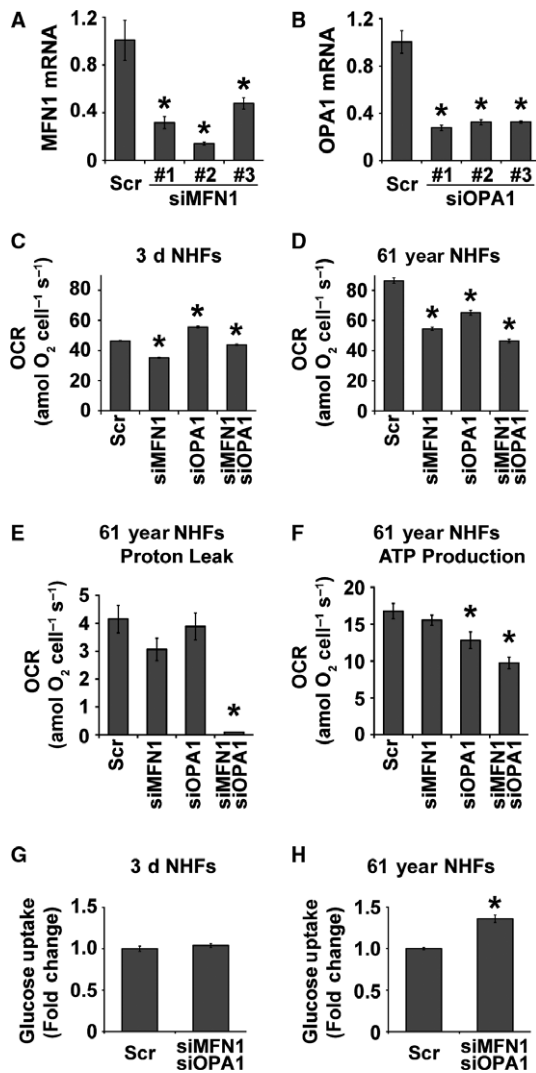 A
MFN1 mRNA
1.2
0.8
0.4
0
*
*
*
Scr
#1 #2 #3
siMFN1
B
OPA1 mRNA
1.2
0.8
0.4
0
*
*
*
Scr
#1 #2 #3
siOPA1
C
3 d NHFs
OCR
(amol O₂ cell⁻¹ s⁻¹)
80
60
40
20
0
*
*
*
Scr
siMFN1
siOPA1
siMFN1
siOPA1
D
61 year NHFs
OCR
(amol O₂ cell⁻¹ s⁻¹)
80
60
40
20
0
*
*
*
Scr
siMFN1
siOPA1
siMFN1
siOPA1
E
61 year NHFs
Proton Leak
OCR
(amol O₂ cell⁻¹ s⁻¹)
5
4
3
2
1
0
*
Scr
siMFN1
siOPA1
siMFN1
siOPA1
F
61 year NHFs
ATP Production
OCR
(amol O₂ cell⁻¹ s⁻¹)
20
15
10
5
0
*
*
Scr
siMFN1
siOPA1
siMFN1
siOPA1
G
3 d NHFs
Glucose uptake
(Fold change)
1.5
1.0
0.5
0
Scr
siMFN1
siOPA1
H
61 year NHFs
Glucose uptake
(Fold change)
1.5
1.0
0.5
0
*
Scr
siMFN1
siOPA1